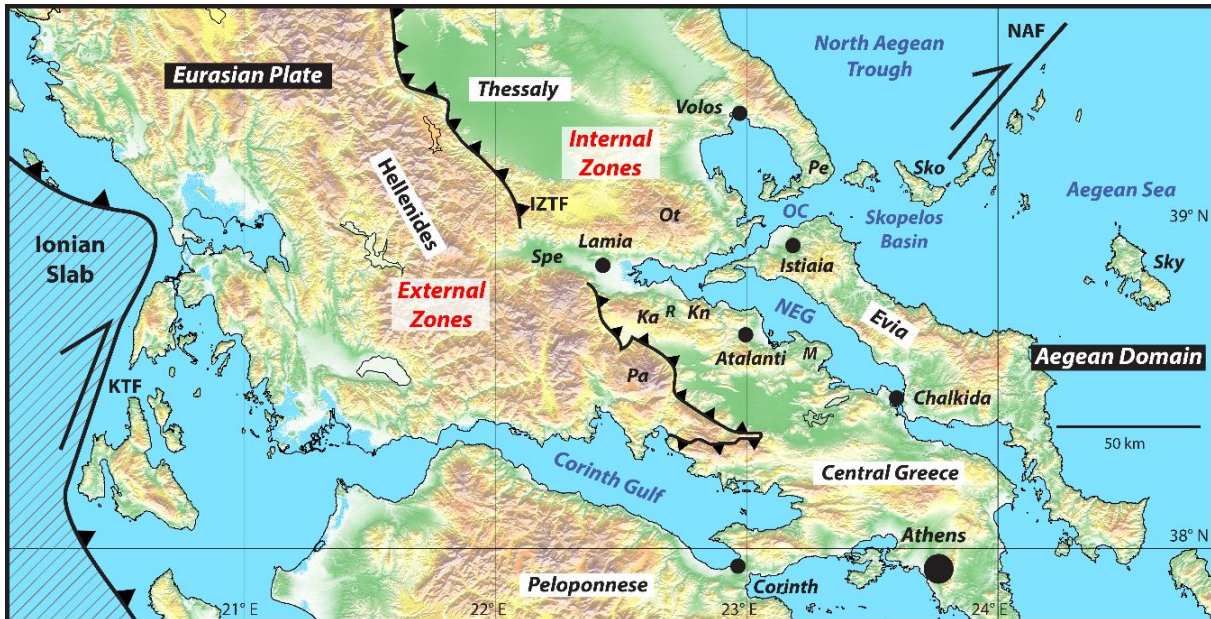 NAF
North Aegean
Trough
Eurasian Plate
Thessaly
Volos
Internal
Zones
Pe
Sko
Aegean Sea
Hellenides
IZTF
Ot
OC
Skopelos
Basin
39° N
Ionian
Slab
Spe
Lamia
Istiaia
Sky
External
Zones
Ka
R
Kn
NEG
Evia
Atalanti
M
Aegean Domain
KTF
Pa
Chalkida
50 km
Corinth Gulf
Central Greece
Athens
38° N
Peloponnese
Corinth
21° E
22° E
23° E
24° E